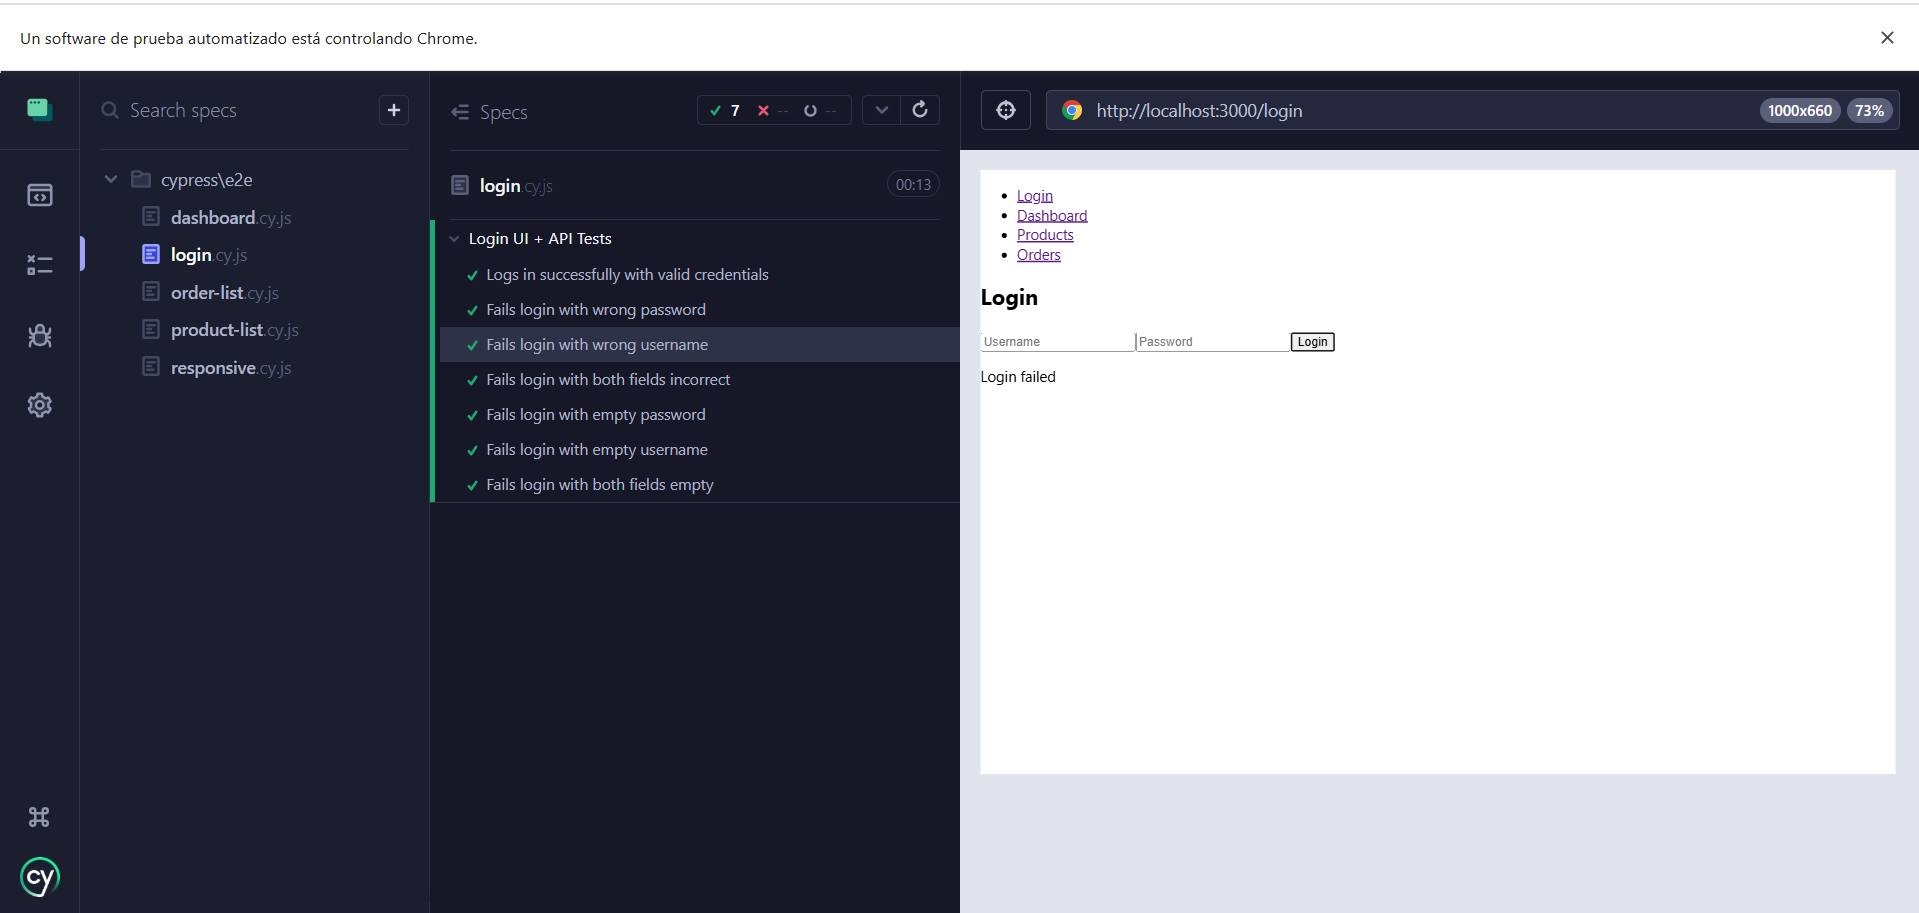 Un software de prueba automatizado está controlando Chrome.
Search specs
+
cypress\e2e
dashboard.cy.js
login.cy.js
order-list.cy.js
product-list.cy.js
responsive.cy.js
cy
Specs
7 -- --
login.cy.js
00:13
Login UI + API Tests
Logs in successfully with valid credentials
Fails login with wrong password
Fails login with wrong username
Fails login with both fields incorrect
Fails login with empty password
Fails login with empty username
Fails login with both fields empty
http://localhost:3000/login 1000x660 73%
Login
Dashboard
Products
Orders
Login
Username Password Login
Login failed